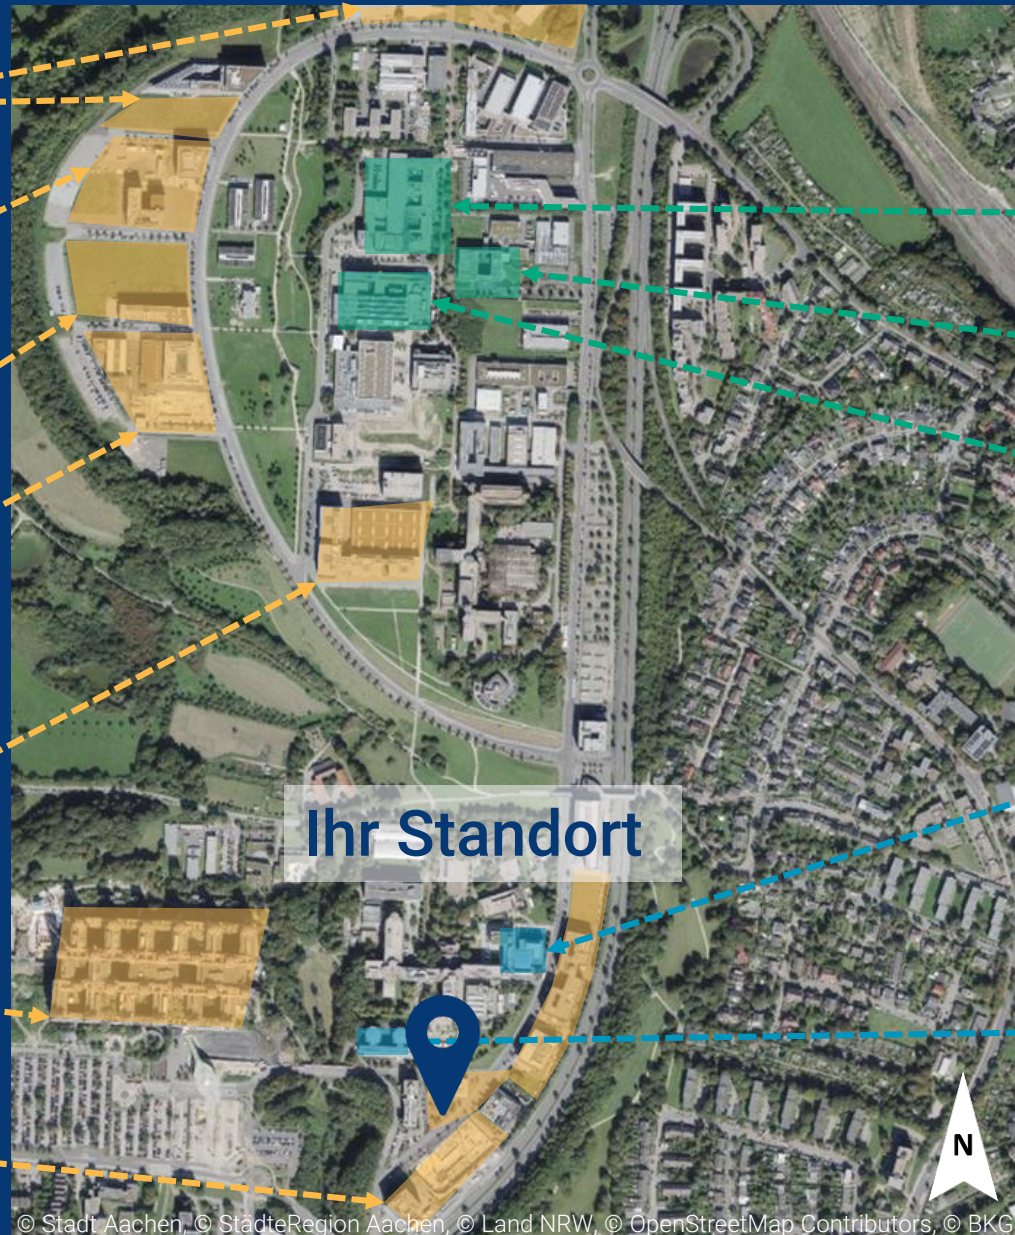 Ihr Standort
N
© Stadt Aachen, © StädteRegion Aachen, © Land NRW, © OpenStreetMap Contributors, © BKG